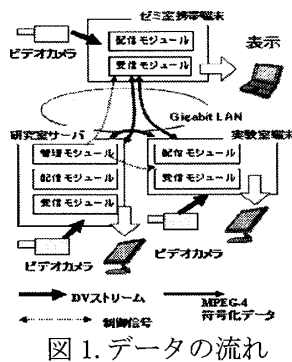 ゼミ室携帯端末
ビデオカメラ
配信モジュール
受信モジュール
表示
Gigabit LAN
研究室サーバ
実験室端末
管理モジュール
配信モジュール
受信モジュール
配信モジュール
受信モジュール
ビデオカメラ
ビデオカメラ
DVストリーム
MPEG-4
符号化データ
制御信号
図 1. データの流れ